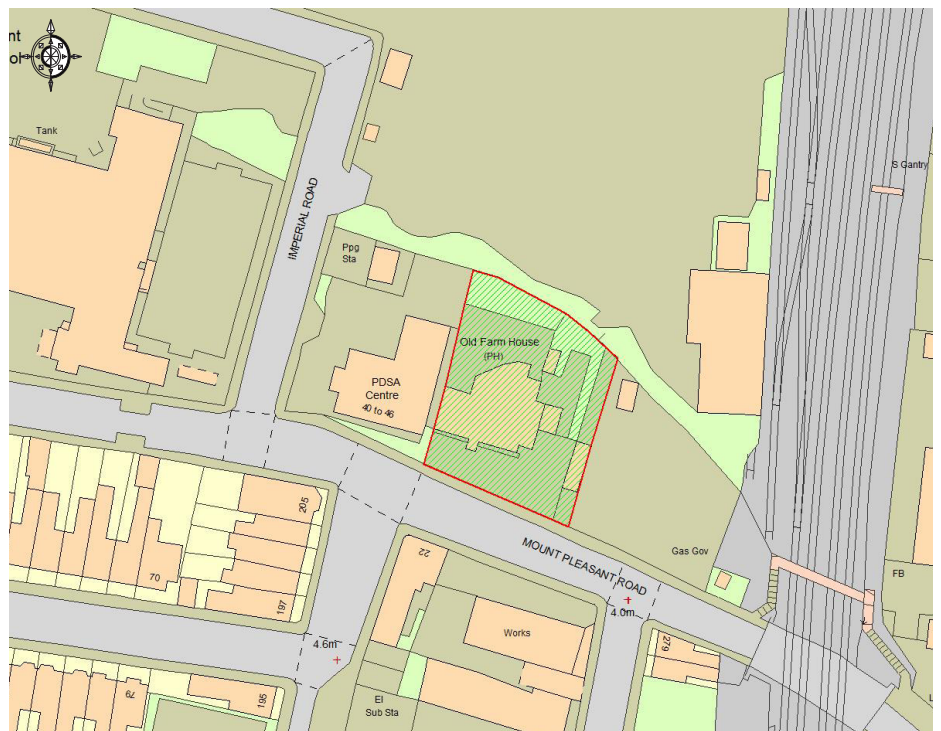 nt
ol
Tank
S Gantry
IMPERIAL ROAD
Ppg
Sta
Old Farm House
(PH)
PDSA
Centre
40 to 46
205
22
MOUNT PLEASANT ROAD
Gas Gov
FB
70
197
4.0m
Works
4.6m
279
79
195
El
Sub Sta
L